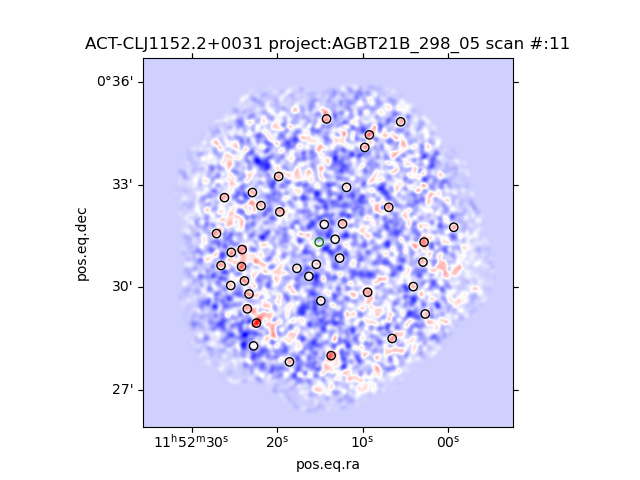 ACT-CLJ1152.2+0031 project:AGBT21B_298_05 scan #:11
0°36'
33'
30'
27'
pos.eq.dec
11ʰ52ᵐ30ˢ 20ˢ 10ˢ 00ˢ
pos.eq.ra